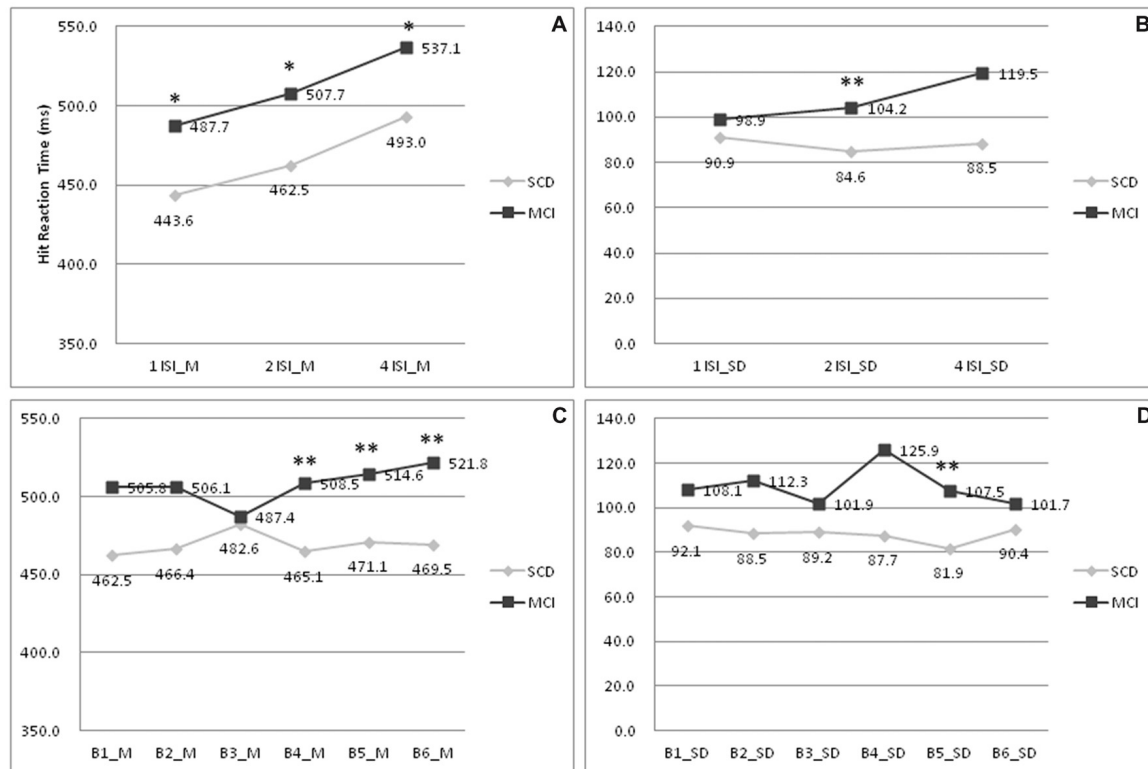 A
550.0
500.0
450.0
400.0
350.0
Hit Reaction Time (ms)
* * *
487.7 507.7 537.1
443.6 462.5 493.0
SCD
MCI
1 ISI_M 2 ISI_M 4 ISI_M
B
140.0
120.0
100.0
80.0
60.0
40.0
20.0
0.0
**
98.9 104.2 119.5
90.9 84.6 88.5
SCD
MCI
1 ISI_SD 2 ISI_SD 4 ISI_SD
C
550.0
500.0
450.0
400.0
350.0
** ** **
505.8 506.1 487.4 508.5 514.6 521.8
462.5 466.4 482.6 465.1 471.1 469.5
SCD
MCI
B1_M B2_M B3_M B4_M B5_M B6_M
D
140.0
120.0
100.0
80.0
60.0
40.0
20.0
0.0
**
108.1 112.3 101.9 125.9 107.5 101.7
92.1 88.5 89.2 87.7 81.9 90.4
SCD
MCI
B1_SD B2_SD B3_SD B4_SD B5_SD B6_SD